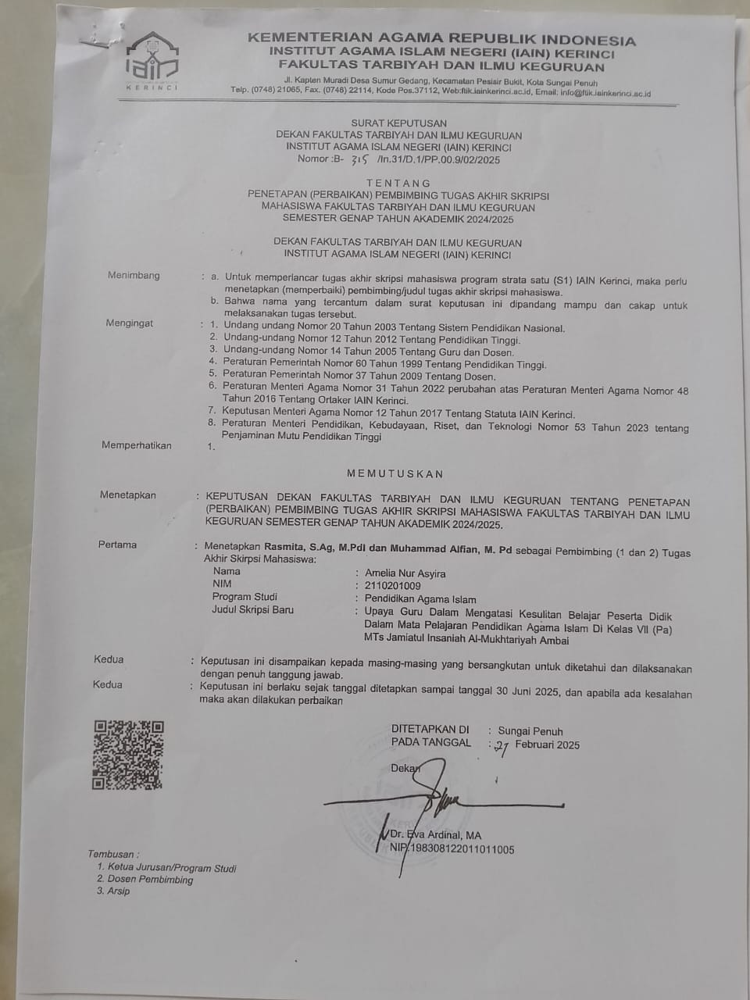 iain
KERINCI
KEMENTERIAN AGAMA REPUBLIK INDONESIA
INSTITUT AGAMA ISLAM NEGERI (IAIN) KERINCI
FAKULTAS TARBIYAH DAN ILMU KEGURUAN
Jl. Kapten Muradi Desa Sumur Gedang, Kecamatan Pesisir Bukit, Kota Sungai Penuh
Telp. (0748) 21065, Fax. (0748) 22114, Kode Pos.37112, Web:ftik.iainkerinci.ac.id, Email: info@ftik.iainkerinci.ac.id
SURAT KEPUTUSAN
DEKAN FAKULTAS TARBIYAH DAN ILMU KEGURUAN
INSTITUT AGAMA ISLAM NEGERI (IAIN) KERINCI
Nomor :B- 315 /In.31/D.1/PP.00.9/02/2025
T E N T A N G
PENETAPAN (PERBAIKAN) PEMBIMBING TUGAS AKHIR SKRIPSI
MAHASISWA FAKULTAS TARBIYAH DAN ILMU KEGURUAN
SEMESTER GENAP TAHUN AKADEMIK 2024/2025
DEKAN FAKULTAS TARBIYAH DAN ILMU KEGURUAN
INSTITUT AGAMA ISLAM NEGERI (IAIN) KERINCI
Menimbang : a. Untuk memperlancar tugas akhir skripsi mahasiswa program strata satu (S1) IAIN Kerinci, maka perlu
menetapkan (memperbaiki) pembimbing/judul tugas akhir skripsi mahasiswa.
b. Bahwa nama yang tercantum dalam surat keputusan ini dipandang mampu dan cakap untuk
melaksanakan tugas tersebut.
Mengingat : 1. Undang undang Nomor 20 Tahun 2003 Tentang Sistem Pendidikan Nasional.
2. Undang-undang Nomor 12 Tahun 2012 Tentang Pendidikan Tinggi.
3. Undang-undang Nomor 14 Tahun 2005 Tentang Guru dan Dosen.
4. Peraturan Pemerintah Nomor 60 Tahun 1999 Tentang Pendidikan Tinggi.
5. Peraturan Pemerintah Nomor 37 Tahun 2009 Tentang Dosen.
6. Peraturan Menteri Agama Nomor 31 Tahun 2022 perubahan atas Peraturan Menteri Agama Nomor 48
Tahun 2016 Tentang Ortaker IAIN Kerinci.
7. Keputusan Menteri Agama Nomor 12 Tahun 2017 Tentang Statuta IAIN Kerinci.
8. Peraturan Menteri Pendidikan, Kebudayaan, Riset, dan Teknologi Nomor 53 Tahun 2023 tentang
Penjaminan Mutu Pendidikan Tinggi
Memperhatikan 1.
M E M U T U S K A N
Menetapkan : KEPUTUSAN DEKAN FAKULTAS TARBIYAH DAN ILMU KEGURUAN TENTANG PENETAPAN
(PERBAIKAN) PEMBIMBING TUGAS AKHIR SKRIPSI MAHASISWA FAKULTAS TARBIYAH DAN ILMU
KEGURUAN SEMESTER GENAP TAHUN AKADEMIK 2024/2025.
Pertama : Menetapkan Rasmita, S.Ag, M.PdI dan Muhammad Alfian, M. Pd sebagai Pembimbing (1 dan 2) Tugas
Akhir Skirpsi Mahasiswa:
Nama : Amelia Nur Asyira
NIM : 2110201009
Program Studi : Pendidikan Agama Islam
Judul Skripsi Baru : Upaya Guru Dalam Mengatasi Kesulitan Belajar Peserta Didik
Dalam Mata Pelajaran Pendidikan Agama Islam Di Kelas VII (Pa)
MTs Jamiatul Insaniah Al-Mukhtariyah Ambai
Kedua : Keputusan ini disampaikan kepada masing-masing yang bersangkutan untuk diketahui dan dilaksanakan
dengan penuh tanggung jawab.
Kedua : Keputusan ini berlaku sejak tanggal ditetapkan sampai tanggal 30 Juni 2025, dan apabila ada kesalahan
maka akan dilakukan perbaikan
DITETAPKAN DI : Sungai Penuh
PADA TANGGAL : 27 Februari 2025
Dekan
Dr. Eva Ardinal, MA
NIP.198308122011011005
Tembusan :
1. Ketua Jurusan/Program Studi
2. Dosen Pembimbing
3. Arsip